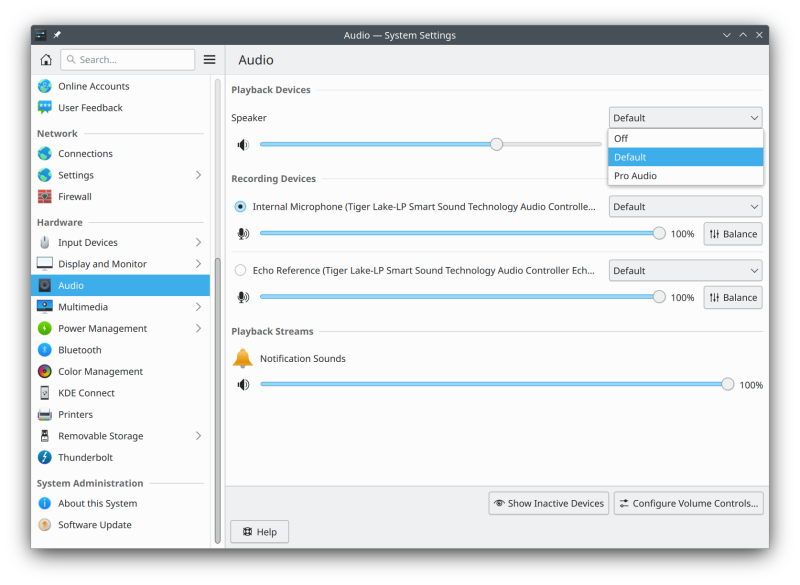 Audio — System Settings
Search...
Audio
Online Accounts
User Feedback
Network
Connections
Settings
Firewall
Hardware
Input Devices
Display and Monitor
Audio
Multimedia
Power Management
Bluetooth
Color Management
KDE Connect
Printers
Removable Storage
Thunderbolt
System Administration
About this System
Software Update
Playback Devices
Speaker
Default
Off
Default
Pro Audio
Recording Devices
Internal Microphone (Tiger Lake-LP Smart Sound Technology Audio Controlle...
Default
100%
Balance
Echo Reference (Tiger Lake-LP Smart Sound Technology Audio Controller Ech...
Default
100%
Balance
Playback Streams
Notification Sounds
100%
Show Inactive Devices
Configure Volume Controls...
Help